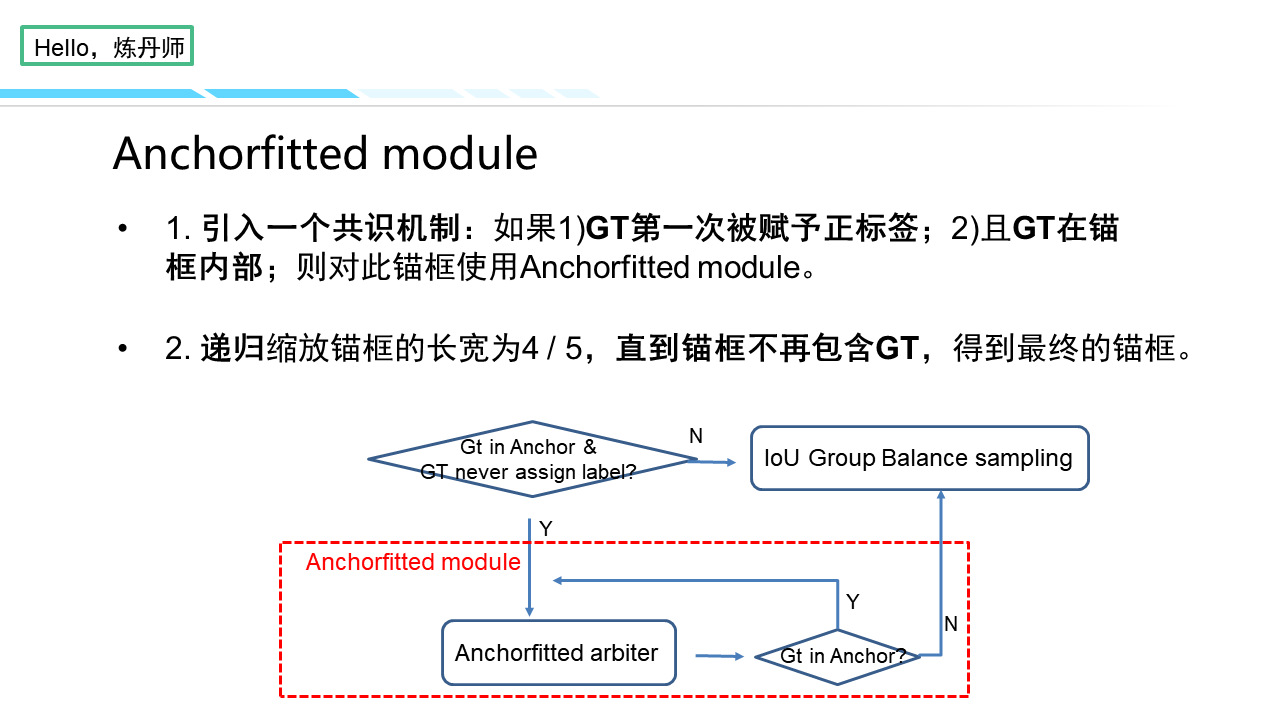 Hello，炼丹师
Anchorfitted module
• 1. 引入一个共识机制：如果1)GT第一次被赋予正标签；2)且GT在锚
框内部；则对此锚框使用Anchorfitted module。
• 2. 递归缩放锚框的长宽为4 / 5，直到锚框不再包含GT，得到最终的锚框。
Gt in Anchor &
GT never assign label?
N
IoU Group Balance sampling
Y
Anchorfitted module
Y
N
Anchorfitted arbiter
Gt in Anchor?